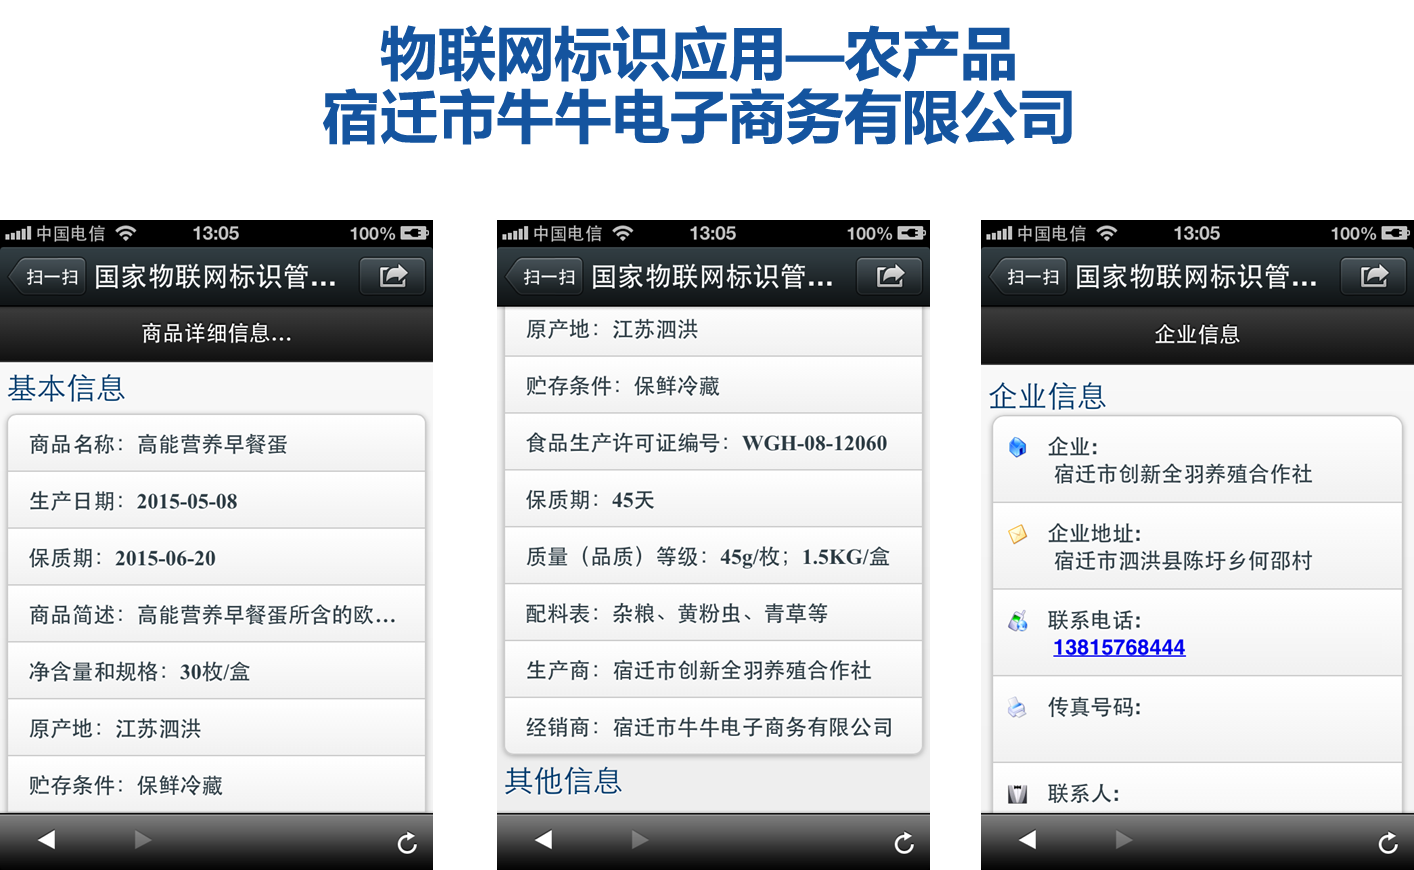 物联网标识应用—农产品
宿迁市牛牛电子商务有限公司
中国电信 13:05 100%
扫一扫 国家物联网标识管...
商品详细信息...
基本信息
商品名称：高能营养早餐蛋
生产日期：2015-05-08
保质期：2015-06-20
商品简述：高能营养早餐蛋所含的欧...
净含量和规格：30枚/盒
原产地：江苏泗洪
贮存条件：保鲜冷藏
中国电信 13:05 100%
扫一扫 国家物联网标识管...
原产地：江苏泗洪
贮存条件：保鲜冷藏
食品生产许可证编号：WGH-08-12060
保质期：45天
质量（品质）等级：45g/枚；1.5KG/盒
配料表：杂粮、黄粉虫、青草等
生产商：宿迁市创新全羽养殖合作社
经销商：宿迁市牛牛电子商务有限公司
其他信息
中国电信 13:05 100%
扫一扫 国家物联网标识管...
企业信息
企业信息
企业:
宿迁市创新全羽养殖合作社
企业地址:
宿迁市泗洪县陈圩乡何邵村
联系电话:
13815768444
传真号码:
联系人: